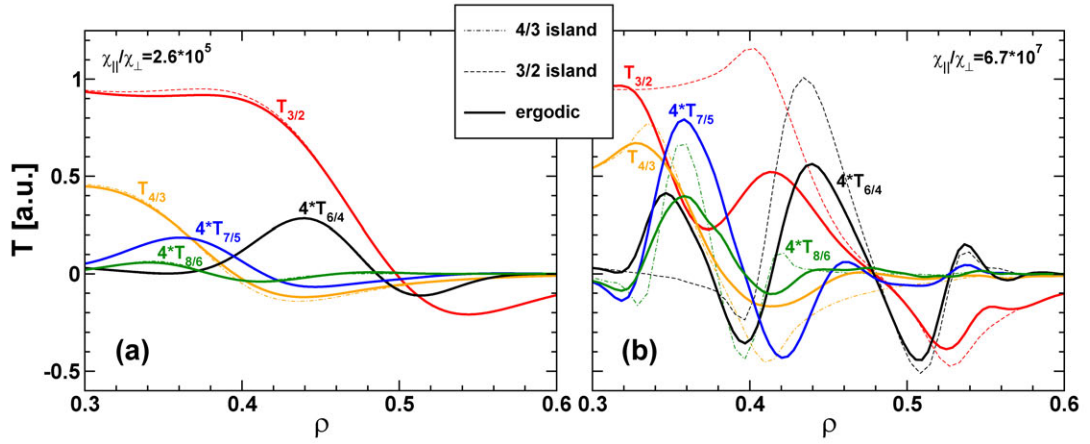 χ||/χ⊥=2.6*10⁵
4/3 island
3/2 island
ergodic
χ||/χ⊥=6.7*10⁷
T [a.u.]
1
0.5
0
-0.5
T3/2
T4/3
4*T7/5
4*T6/4
4*T8/6
(a)
T3/2
4*T7/5
T4/3
4*T6/4
4*T8/6
(b)
0.3
0.4
0.5
0.6
0.3
0.4
0.5
0.6
ρ
ρ